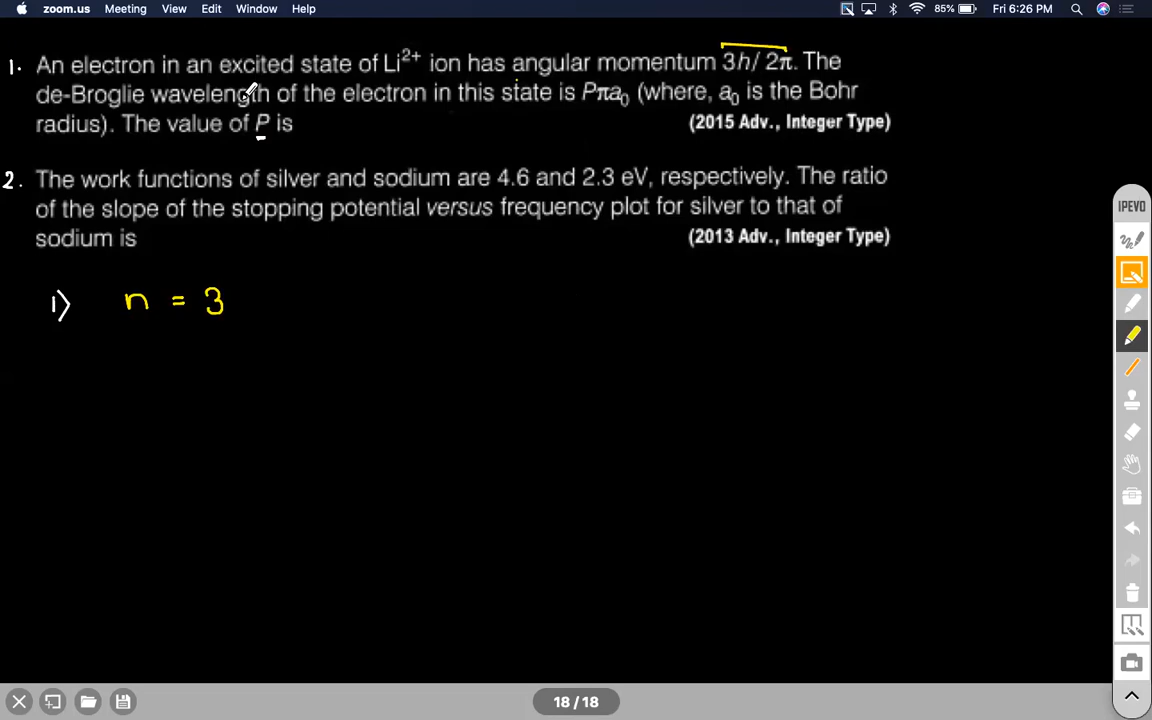 zoom.us Meeting View Edit Window Help 85% Fri 6:26 PM
1. An electron in an excited state of Li²⁺ ion has angular momentum 3h/ 2π. The
de-Broglie wavelength of the electron in this state is Pπa₀ (where, a₀ is the Bohr
radius). The value of P is (2015 Adv., Integer Type)
2. The work functions of silver and sodium are 4.6 and 2.3 eV, respectively. The ratio
of the slope of the stopping potential versus frequency plot for silver to that of
sodium is (2013 Adv., Integer Type)
1) n = 3
IPEVO
18 / 18